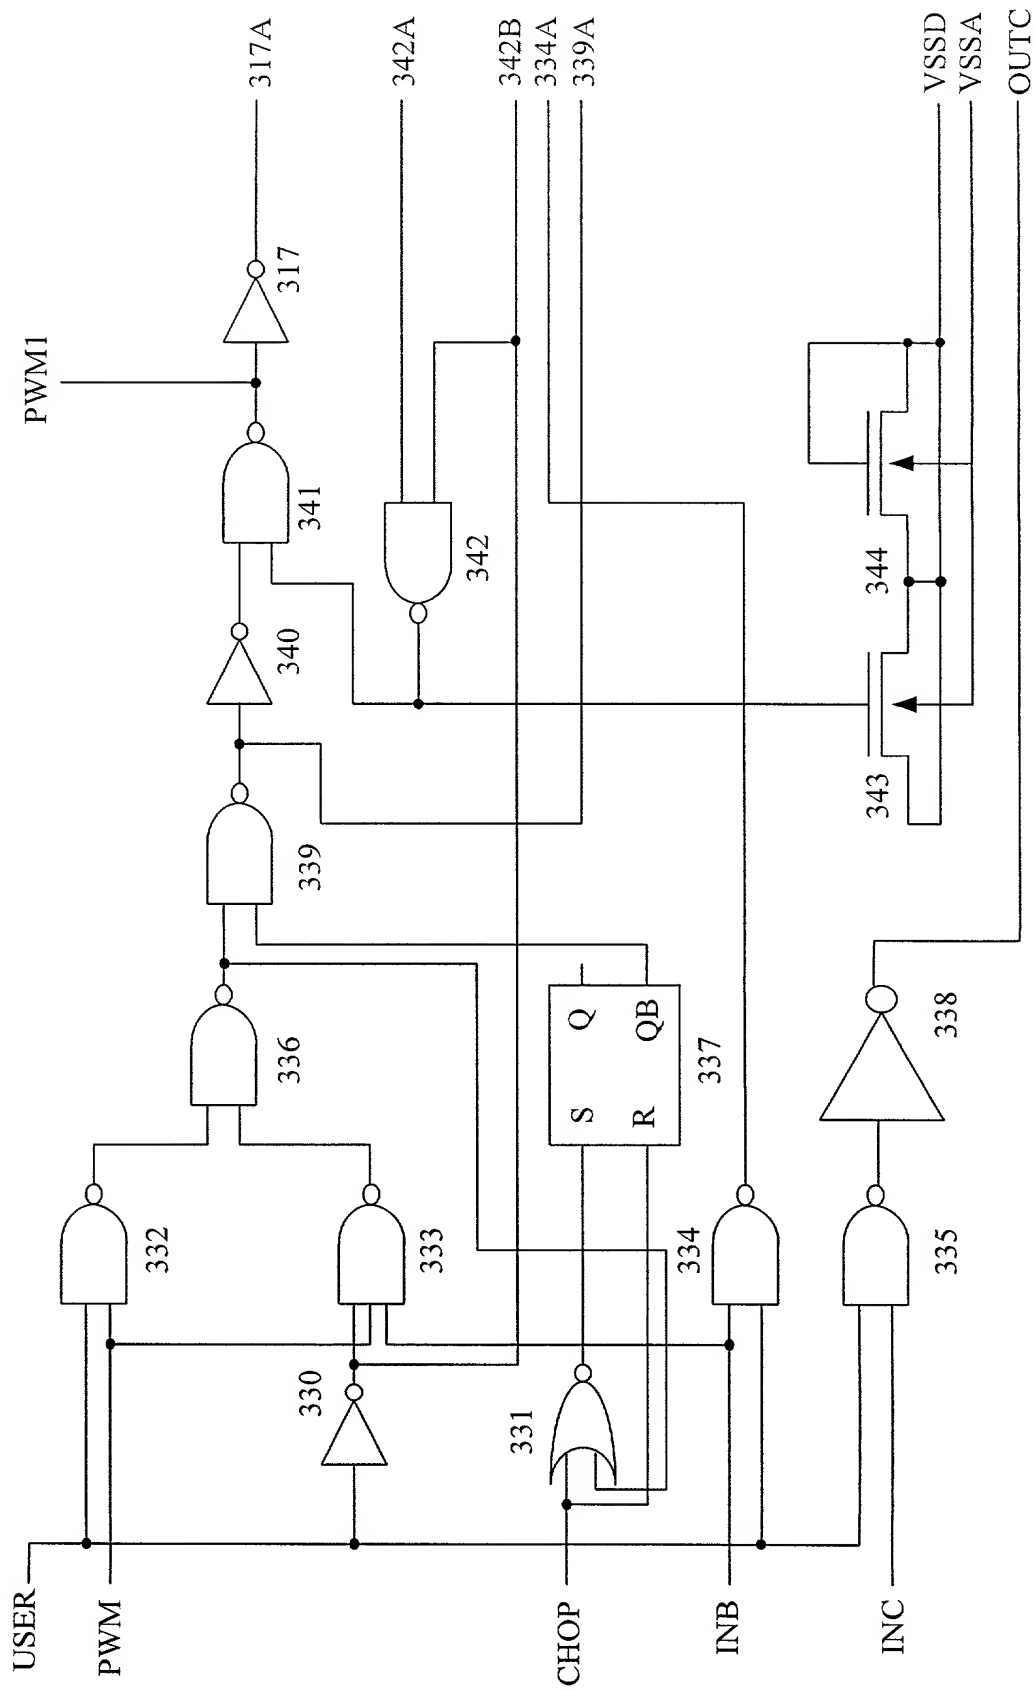 USER
PWM
CHOP
INB
INC
330
331
332
333
334
335
336
S
R
Q
QB
337
338
339
340
341
342
343
344
317
PWM1
317A
342A
342B
334A
339A
VSSD
VSSA
OUTC